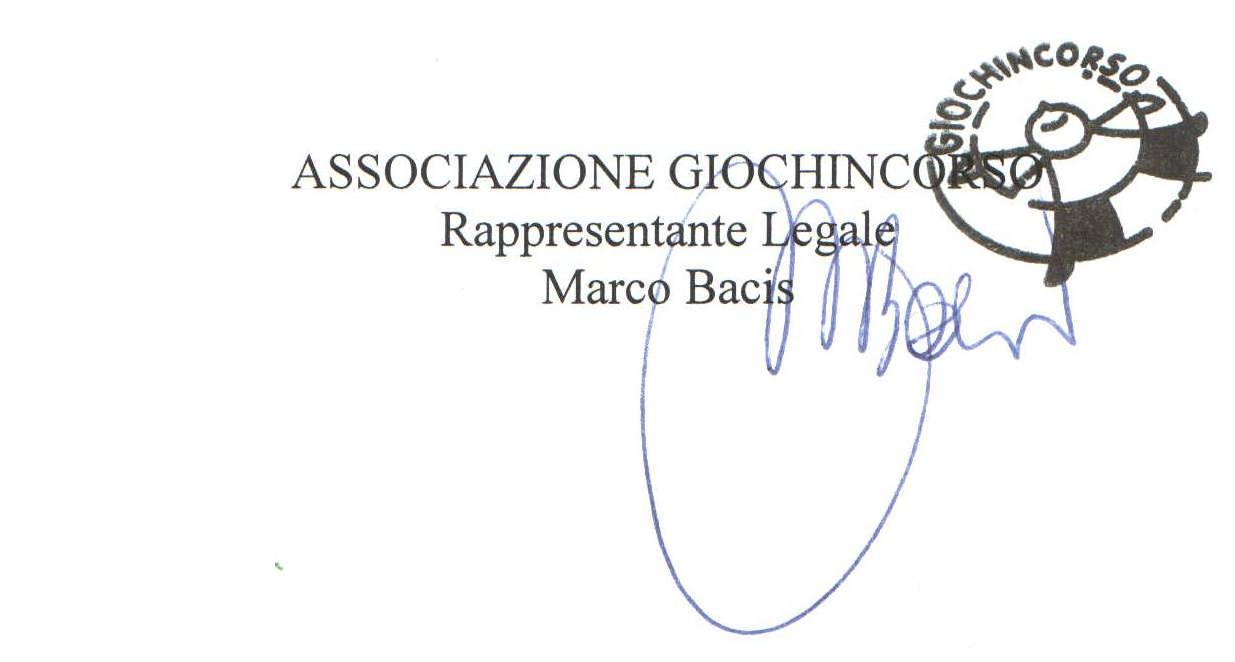 GIOCHINCORSO
ASSOCIAZIONE GIOCHINCORSO
Rappresentante Legale
Marco Bacis